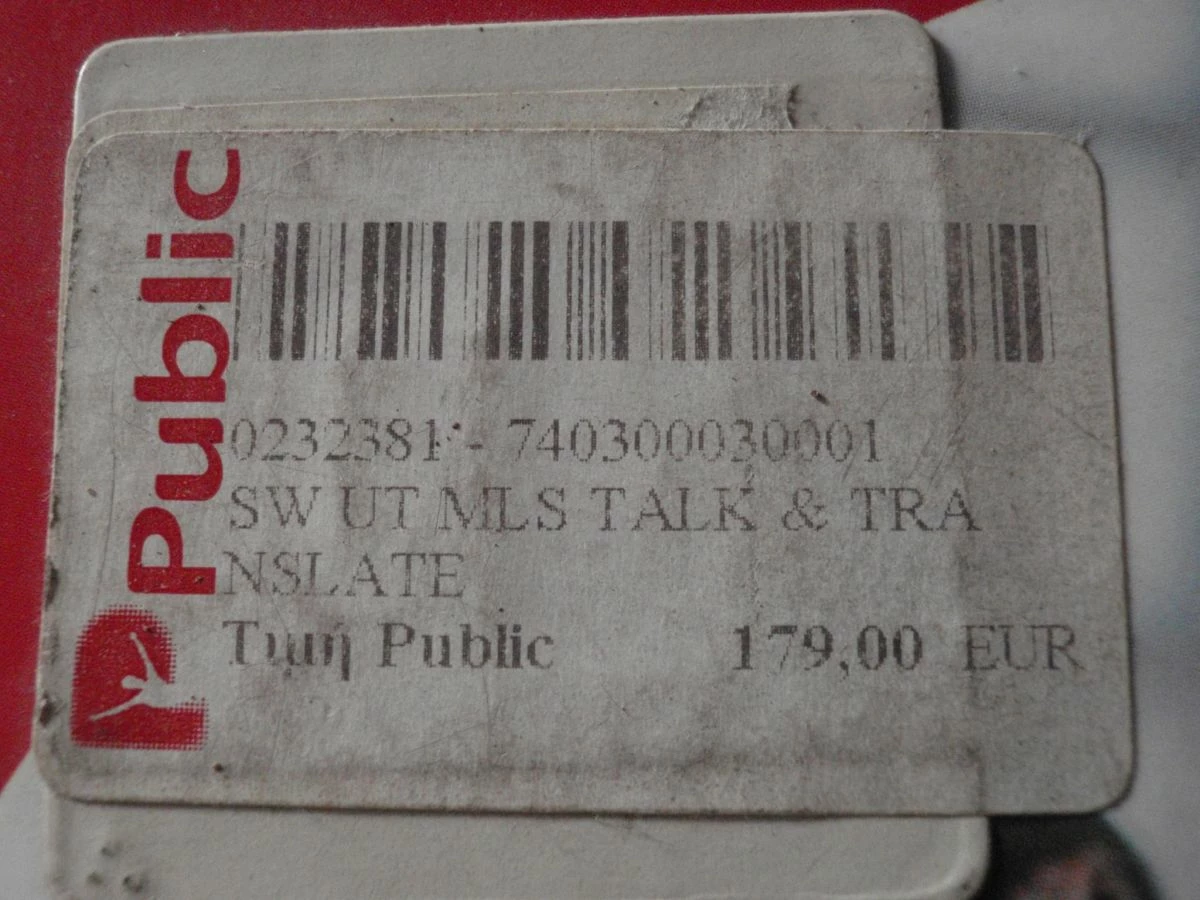 Public
0232381 - 740300030001
SW UT MLS TALK & TRA
NSLATE
Τιμή Public 179,00 EUR